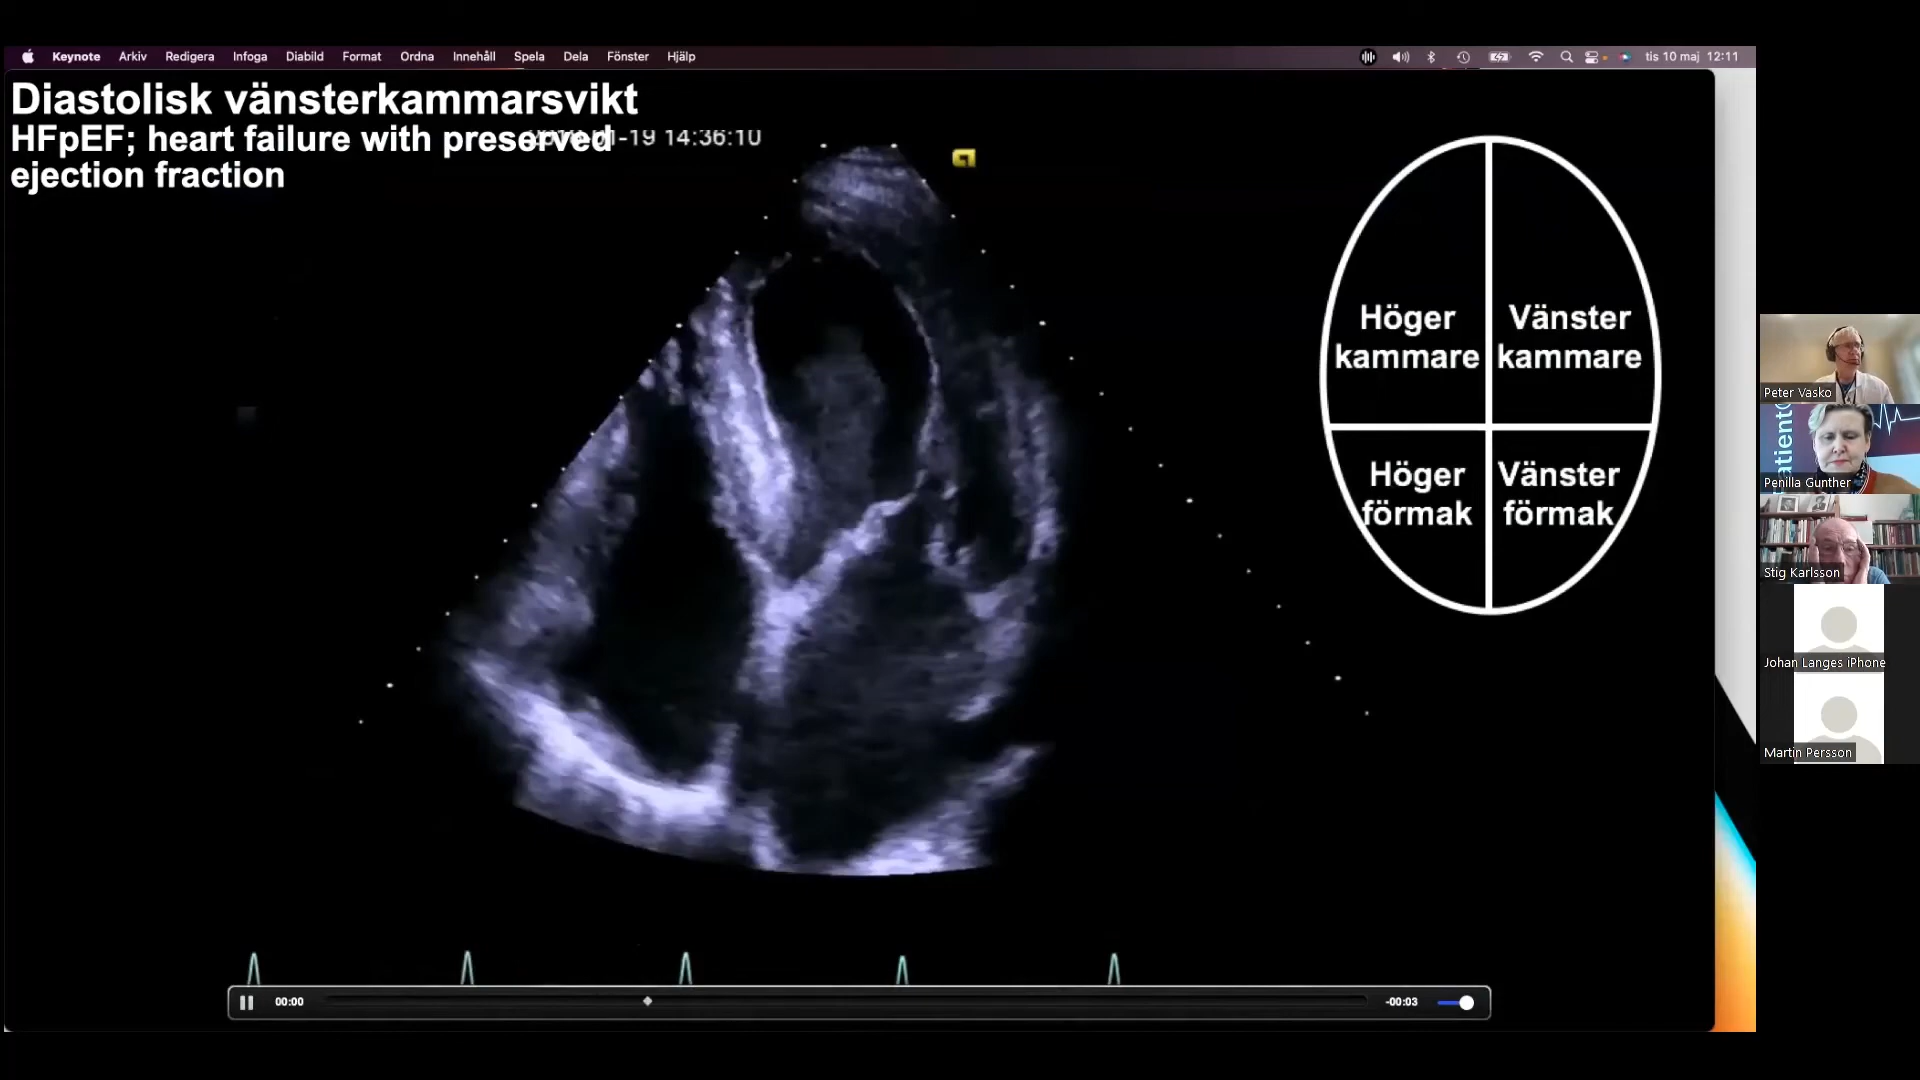 Keynote Arkiv Redigera Infoga Diabild Format Ordna Innehåll Spela Dela Fönster Hjälp
tis 10 maj 12:11
Diastolisk vänsterkammarsvikt
HFpEF; heart failure with preserved
-19 14:36:10
ejection fraction
Höger
kammare
Vänster
kammare
Höger
förmak
Vänster
förmak
Peter Vasko
Penilla Gunther
Stig Karlsson
Johan Langes iPhone
Martin Persson
00:00
-00:03